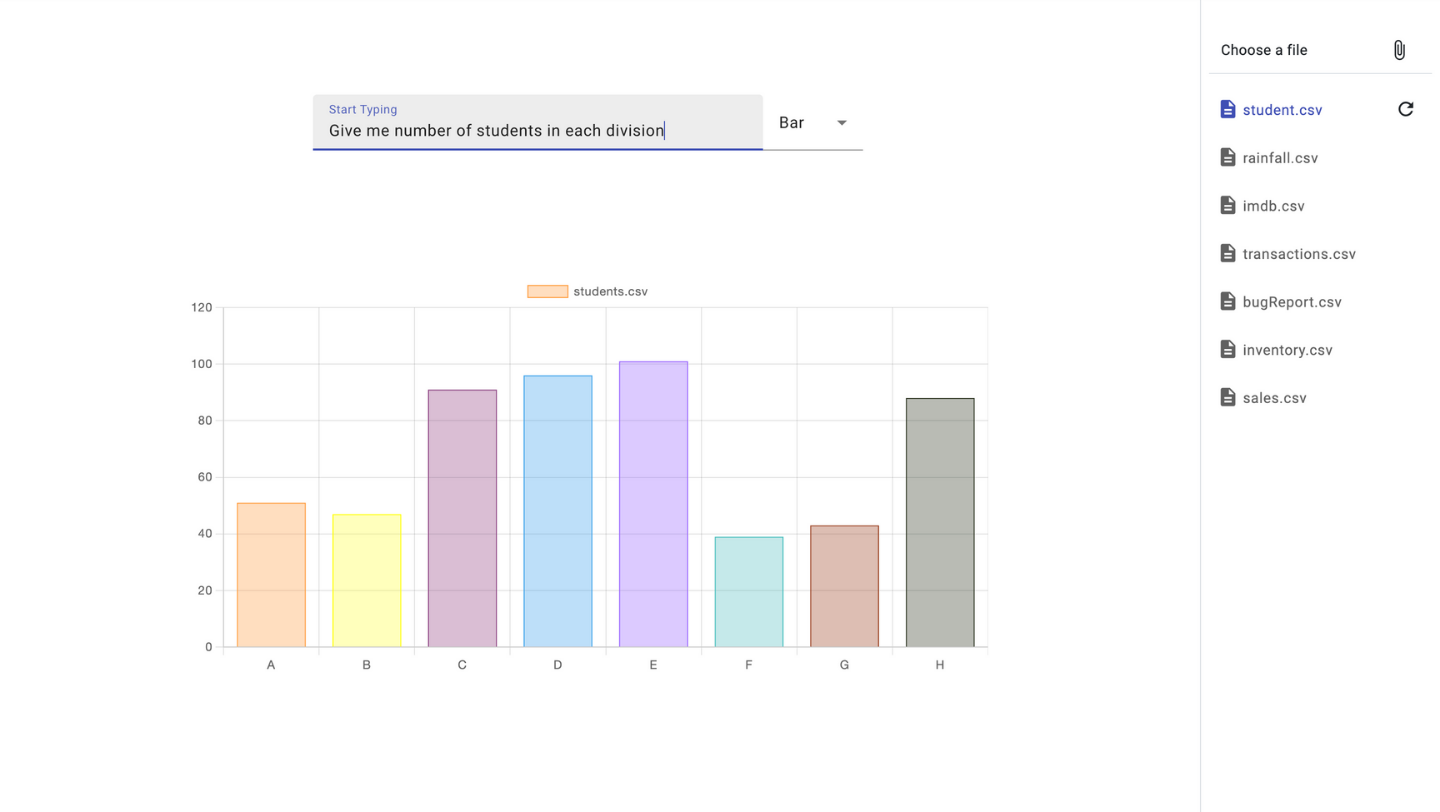 Choose a file
Start Typing
Give me number of students in each division
Bar
student.csv
rainfall.csv
imdb.csv
transactions.csv
bugReport.csv
inventory.csv
sales.csv
students.csv
120
100
80
60
40
20
0
A B C D E F G H